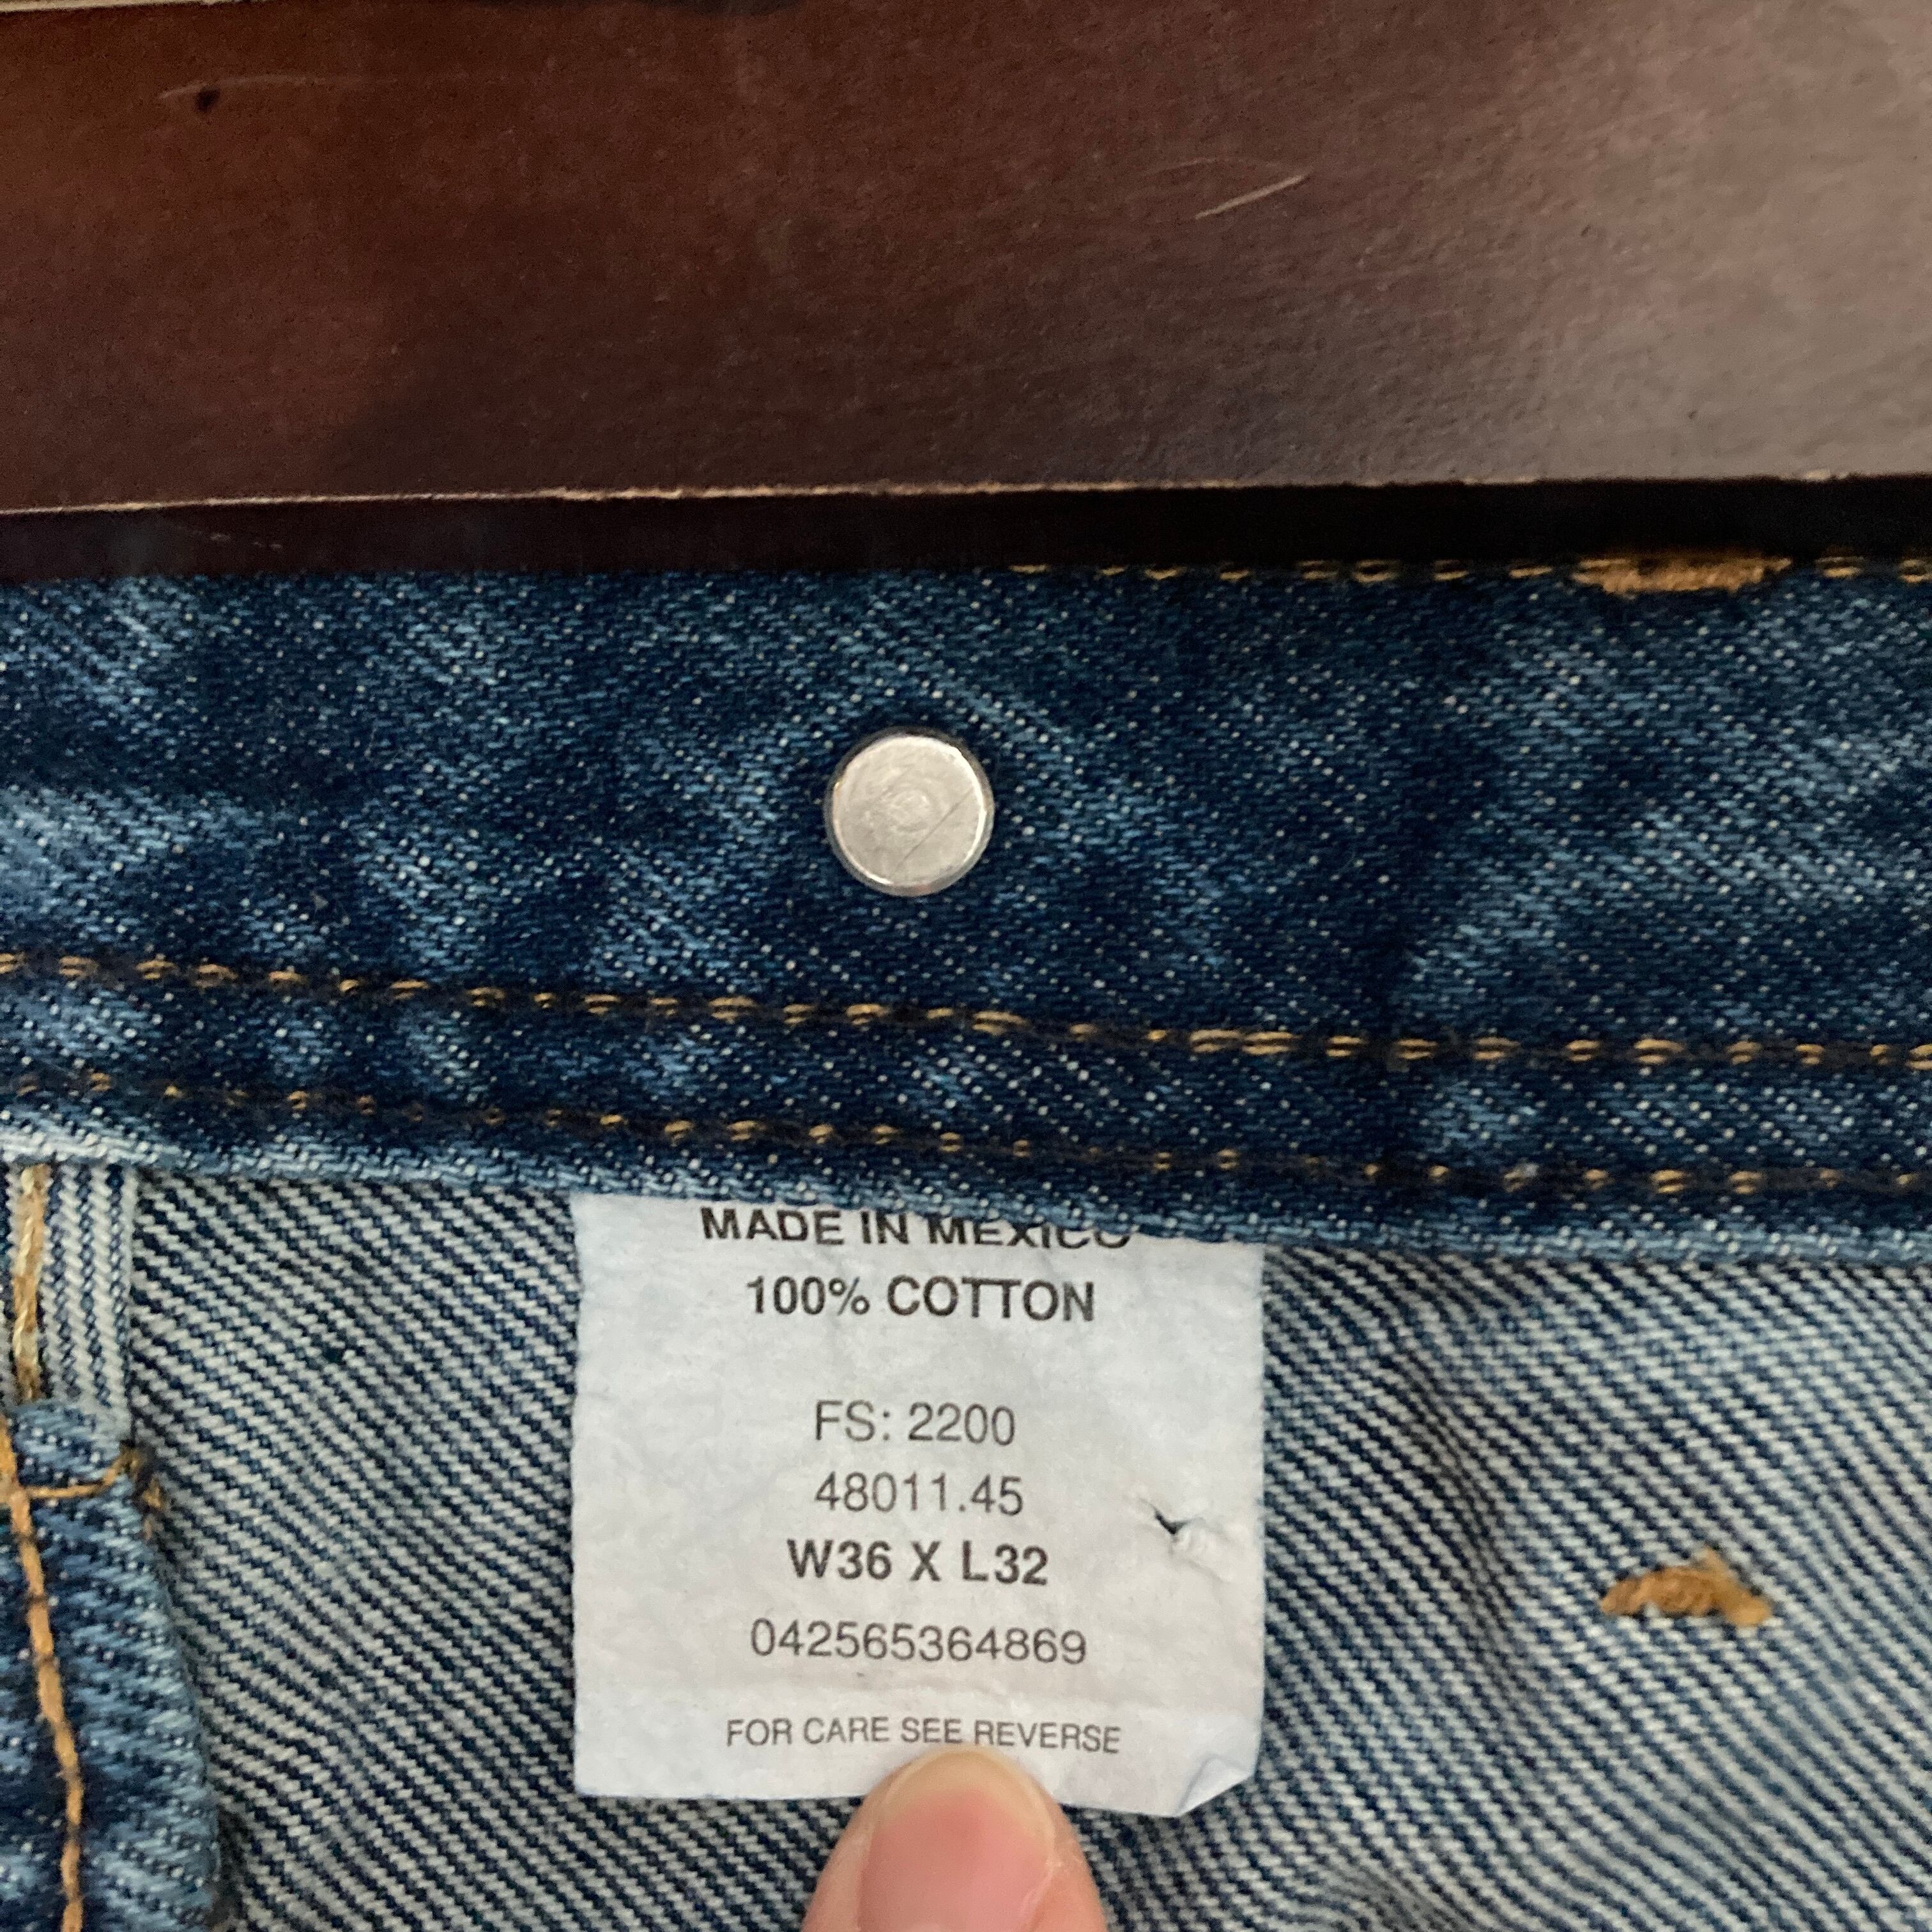 MADE IN MEXICO
100% COTTON
FS: 2200
48011.45
W36 X L32
042565364869
FOR CARE SEE REVERSE